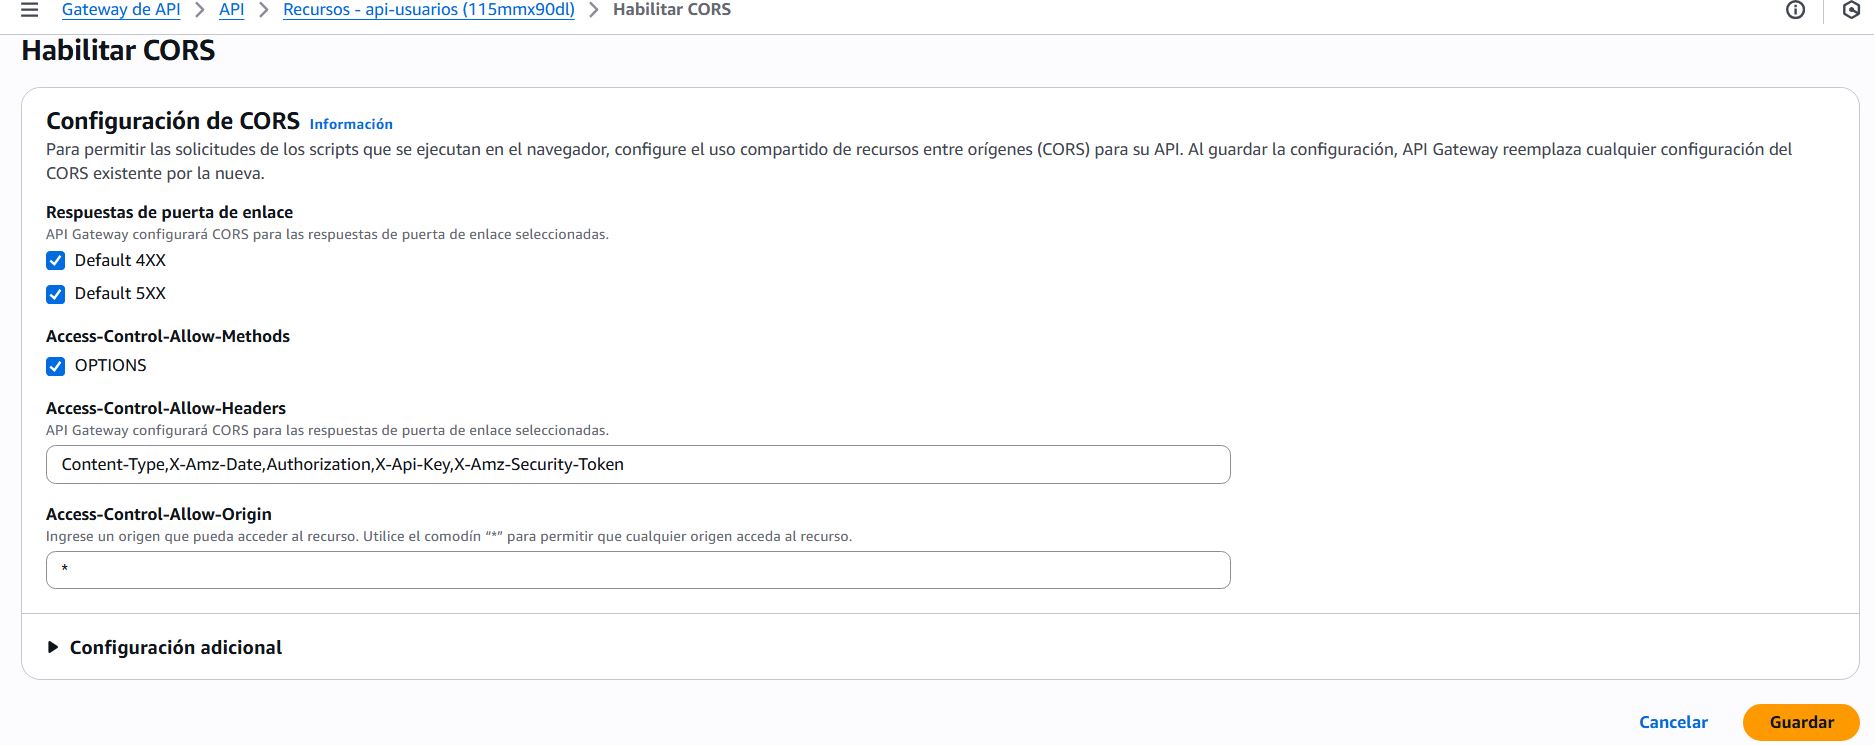 Gateway de API > API > Recursos - api-usuarios (115mmx90dl) > Habilitar CORS
Habilitar CORS
Configuración de CORS Información
Para permitir las solicitudes de los scripts que se ejecutan en el navegador, configure el uso compartido de recursos entre orígenes (CORS) para su API. Al guardar la configuración, API Gateway reemplaza cualquier configuración del
CORS existente por la nueva.
Respuestas de puerta de enlace
API Gateway configurará CORS para las respuestas de puerta de enlace seleccionadas.
Default 4XX
Default 5XX
Access-Control-Allow-Methods
OPTIONS
Access-Control-Allow-Headers
API Gateway configurará CORS para las respuestas de puerta de enlace seleccionadas.
Content-Type,X-Amz-Date,Authorization,X-Api-Key,X-Amz-Security-Token
Access-Control-Allow-Origin
Ingrese un origen que pueda acceder al recurso. Utilice el comodín “*” para permitir que cualquier origen acceda al recurso.
*
Configuración adicional
Cancelar Guardar